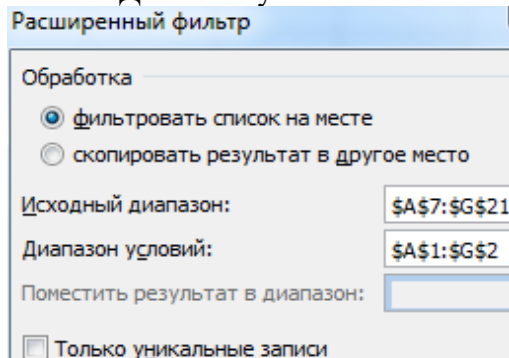 Расширенный фильтр
Обработка
фильтровать список на месте
скопировать результат в другое место
Исходный диапазон: $A$7:$G$21
Диапазон условий: $A$1:$G$2
Поместить результат в диапазон:
Только уникальные записи